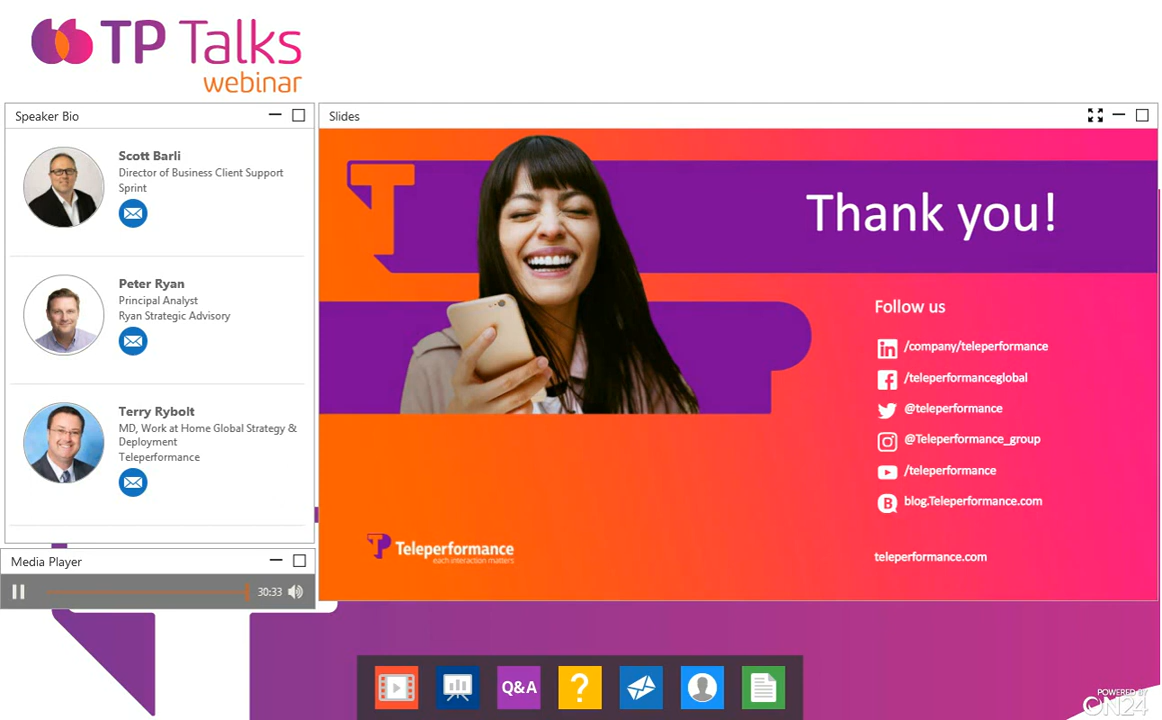 TP Talks
webinar
Speaker Bio
Scott Barli
Director of Business Client Support
Sprint
Peter Ryan
Principal Analyst
Ryan Strategic Advisory
Terry Rybolt
MD, Work at Home Global Strategy &
Deployment
Teleperformance
Media Player
30:33
Slides
Thank you!
Follow us
/company/teleperformance
/teleperformanceglobal
@teleperformance
@Teleperformance_group
/teleperformance
blog.Teleperformance.com
teleperformance.com
Teleperformance
each interaction matters
Q&A
?
POWERED BY
ON24